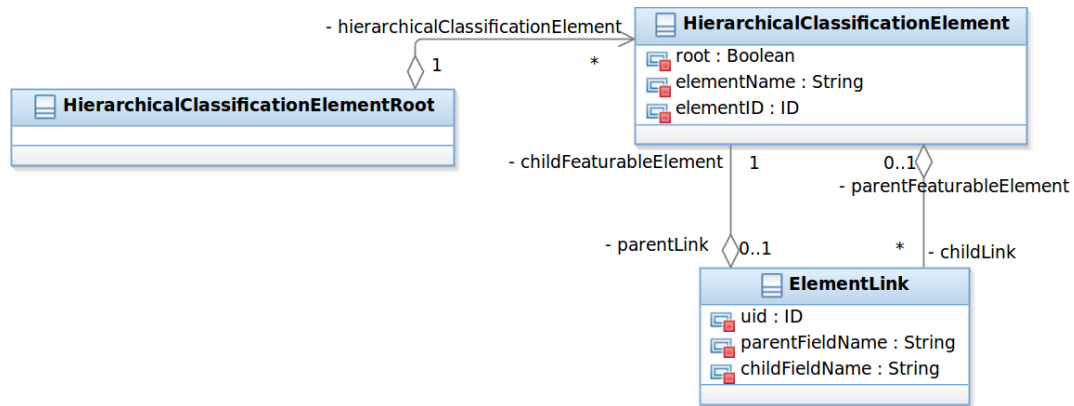 HierarchicalClassificationElement
- hierarchicalClassificationElement
root : Boolean
1
*
elementName : String
HierarchicalClassificationElementRoot
elementID : ID
- childFeaturableElement
1
0..1
- parentFeaturableElement
- parentLink
0..1
*
- childLink
ElementLink
uid : ID
parentFieldName : String
childFieldName : String